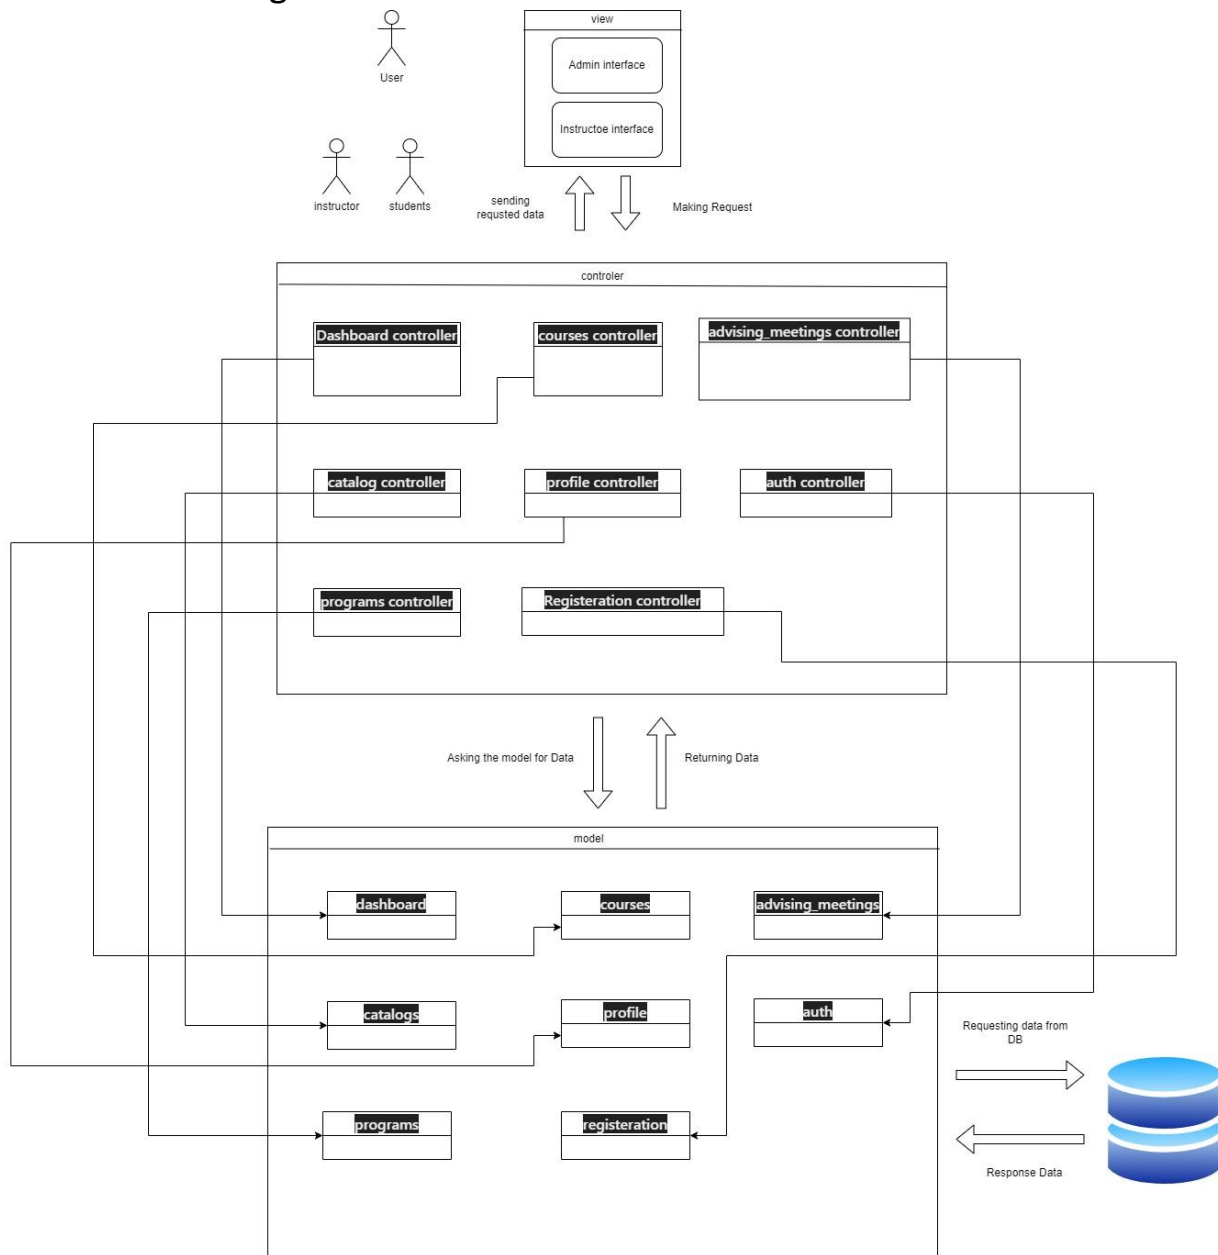 g
view
User
Admin interface
Instructoe interface
instructor
students
sending
requsted data
Making Request
controler
Dashboard controller
courses controller
advising_meetings controller
catalog controller
profile controller
auth controller
programs controller
Registeration controller
Asking the model for Data
Returning Data
model
dashboard
courses
advising_meetings
catalogs
profile
auth
Requesting data from
DB
programs
registeration
Response Data